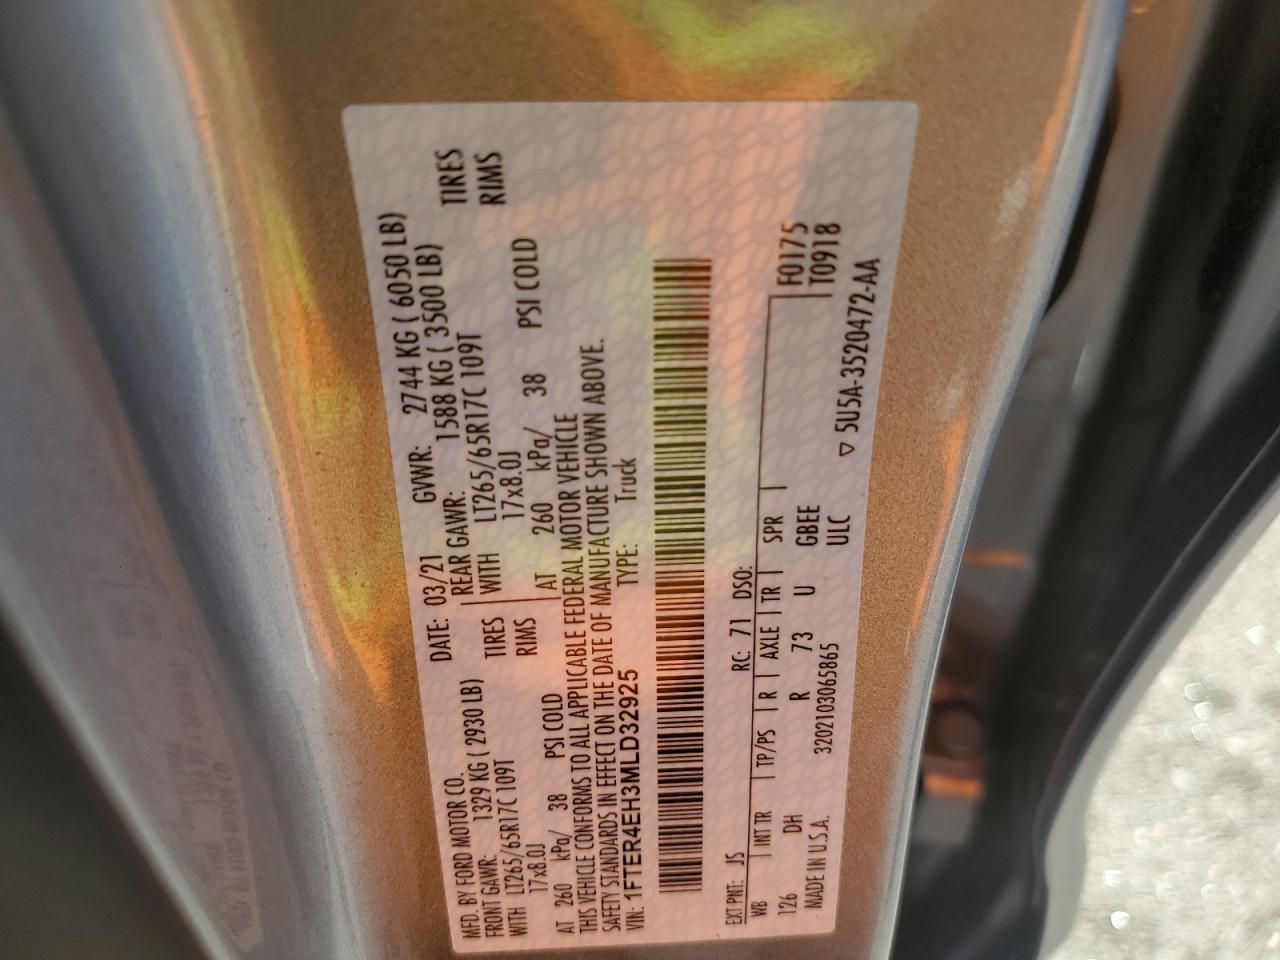 MFD. BY FORD MOTOR CO.
DATE: 03/21 GVWR: 2744 KG ( 6050 LB)
FRONT GAWR: 1329 KG ( 2930 LB) REAR GAWR: 1588 KG ( 3500 LB)
WITH LT265/65R17C 109T TIRES WITH LT265/65R17C 109T TIRES
17x8.0J RIMS 17x8.0J RIMS
AT 260 kPa/ 38 PSI COLD AT 260 kPa/ 38 PSI COLD
THIS VEHICLE CONFORMS TO ALL APPLICABLE FEDERAL MOTOR VEHICLE
SAFETY STANDARDS IN EFFECT ON THE DATE OF MANUFACTURE SHOWN ABOVE.
VIN: 1FTER4EH3MLD32925 TYPE: Truck
EXT PNT: JS RC: 71 DSO: F0175
WB INT TR TP/PS R AXLE TR SPR T0918
126 DH R 73 U GBEE
ULC
MADE IN U.S.A. 3202103065865 ▽ 5U5A-3520472-AA